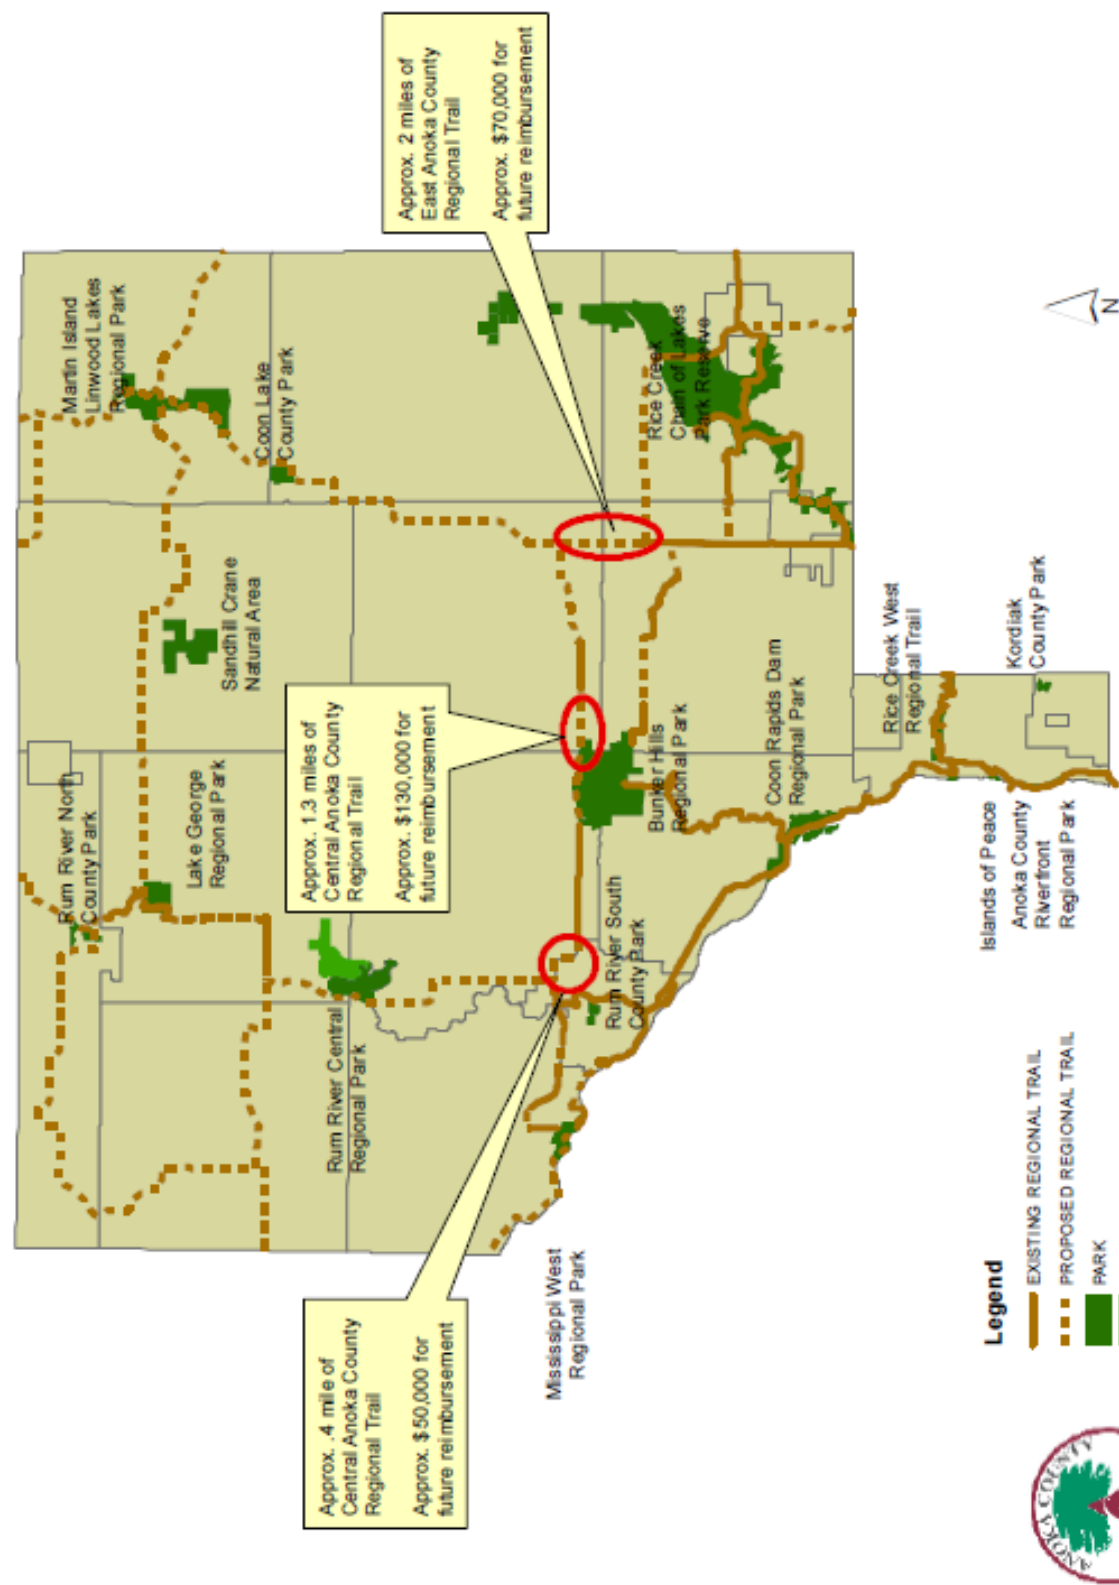 Martin Island
Linwood Lakes
Regional Park
Coon Lake
County Park
Approx. 2 miles of
East Anoka County
Regional Trail
Approx. $70,000 for
future reimbursement
Sandhill Crane
Natural Area
Rum River North
County Park
Lake George
Regional Park
Approx. 1.3 miles of
Central Anoka County
Regional Trail
Approx. $130,000 for
future reimbursement
Rice Creek
Chain of Lakes
Park Reserve
Rum River Central
Regional Park
Bunker Hills
Regional Park
Coon Rapids Dam
Regional Park
Rum River South
County Park
Approx. .4 mile of
Central Anoka County
Regional Trail
Approx. $50,000 for
future reimbursement
Mississippi West
Regional Park
Rice Creek West
Regional Trail
Kordiak
County Park
Islands of Peace
Anoka County
Riverfront
Regional Park
N
Legend
EXISTING REGIONAL TRAIL
PROPOSED REGIONAL TRAIL
PARK
ANOKA COUNTY